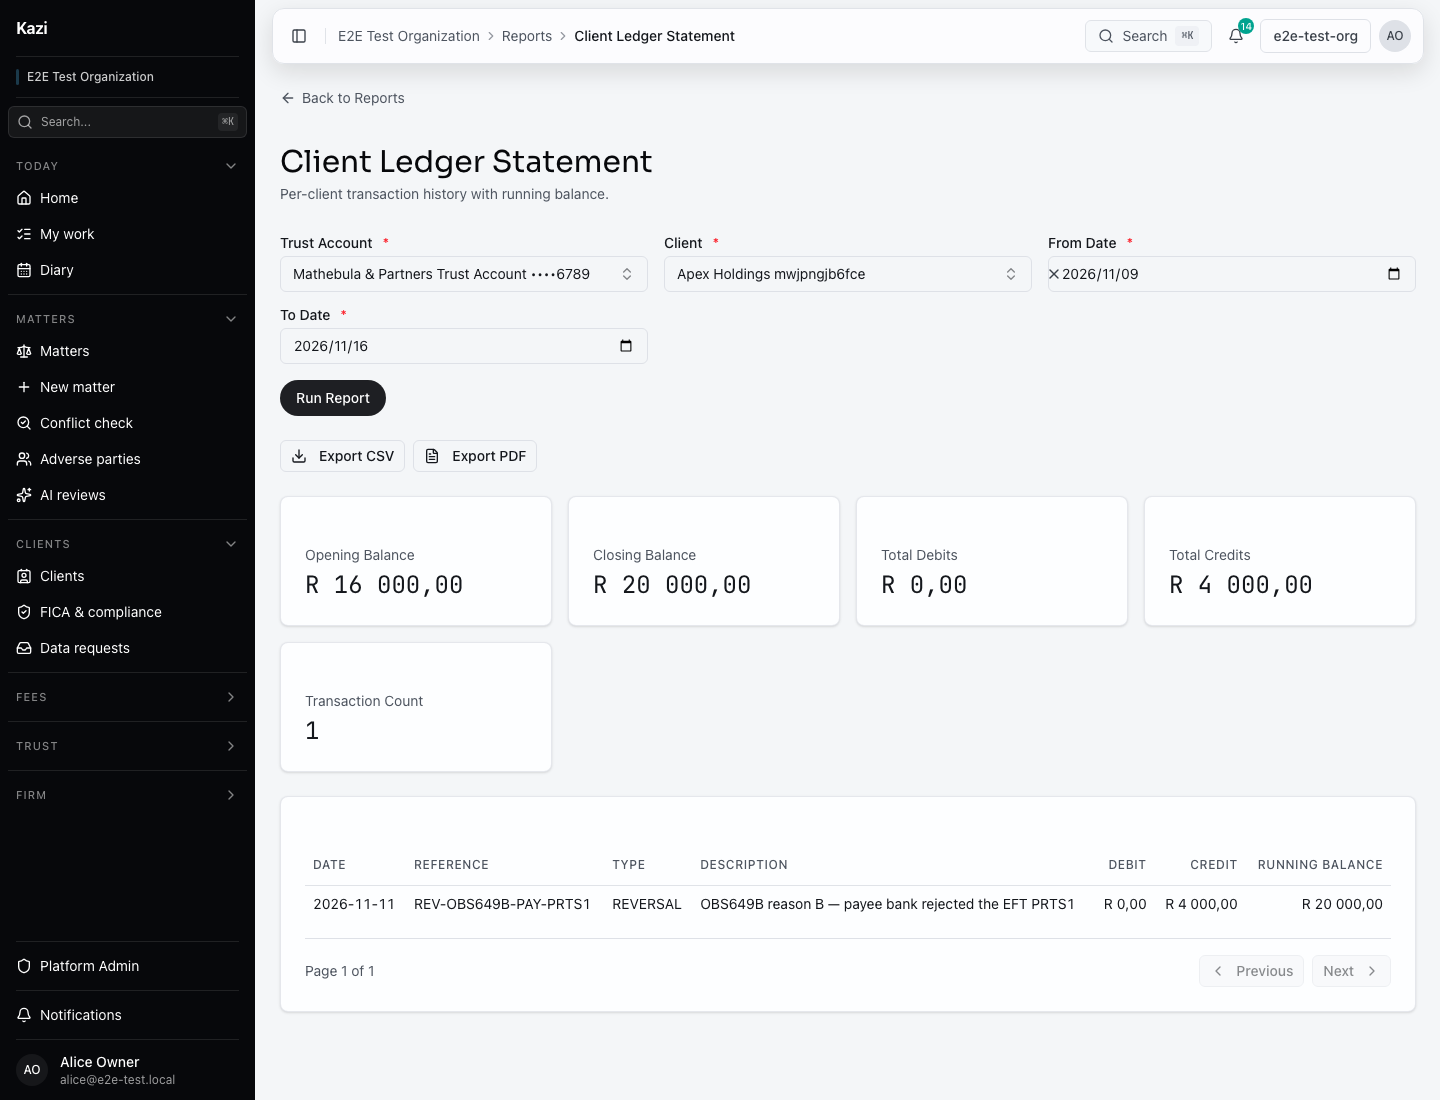 Kazi
E2E Test Organization
Search... ⌘K
TODAY
Home
My work
Diary
MATTERS
Matters
New matter
Conflict check
Adverse parties
AI reviews
CLIENTS
Clients
FICA & compliance
Data requests
FEES
TRUST
FIRM
Platform Admin
Notifications
AO
Alice Owner
alice@e2e-test.local
E2E Test Organization > Reports > Client Ledger Statement
Search ⌘K
14
e2e-test-org
AO
Back to Reports
Client Ledger Statement
Per-client transaction history with running balance.
Trust Account * Client * From Date *
Mathebula & Partners Trust Account ••••6789 Apex Holdings mwjpngjb6fce 2026/11/09
To Date *
2026/11/16
Run Report
Export CSV Export PDF
Opening Balance Closing Balance Total Debits Total Credits
R 16 000,00 R 20 000,00 R 0,00 R 4 000,00
Transaction Count
1
DATE REFERENCE TYPE DESCRIPTION DEBIT CREDIT RUNNING BALANCE
2026-11-11 REV-OBS649B-PAY-PRTS1 REVERSAL OBS649B reason B — payee bank rejected the EFT PRTS1 R 0,00 R 4 000,00 R 20 000,00
Page 1 of 1 Previous Next